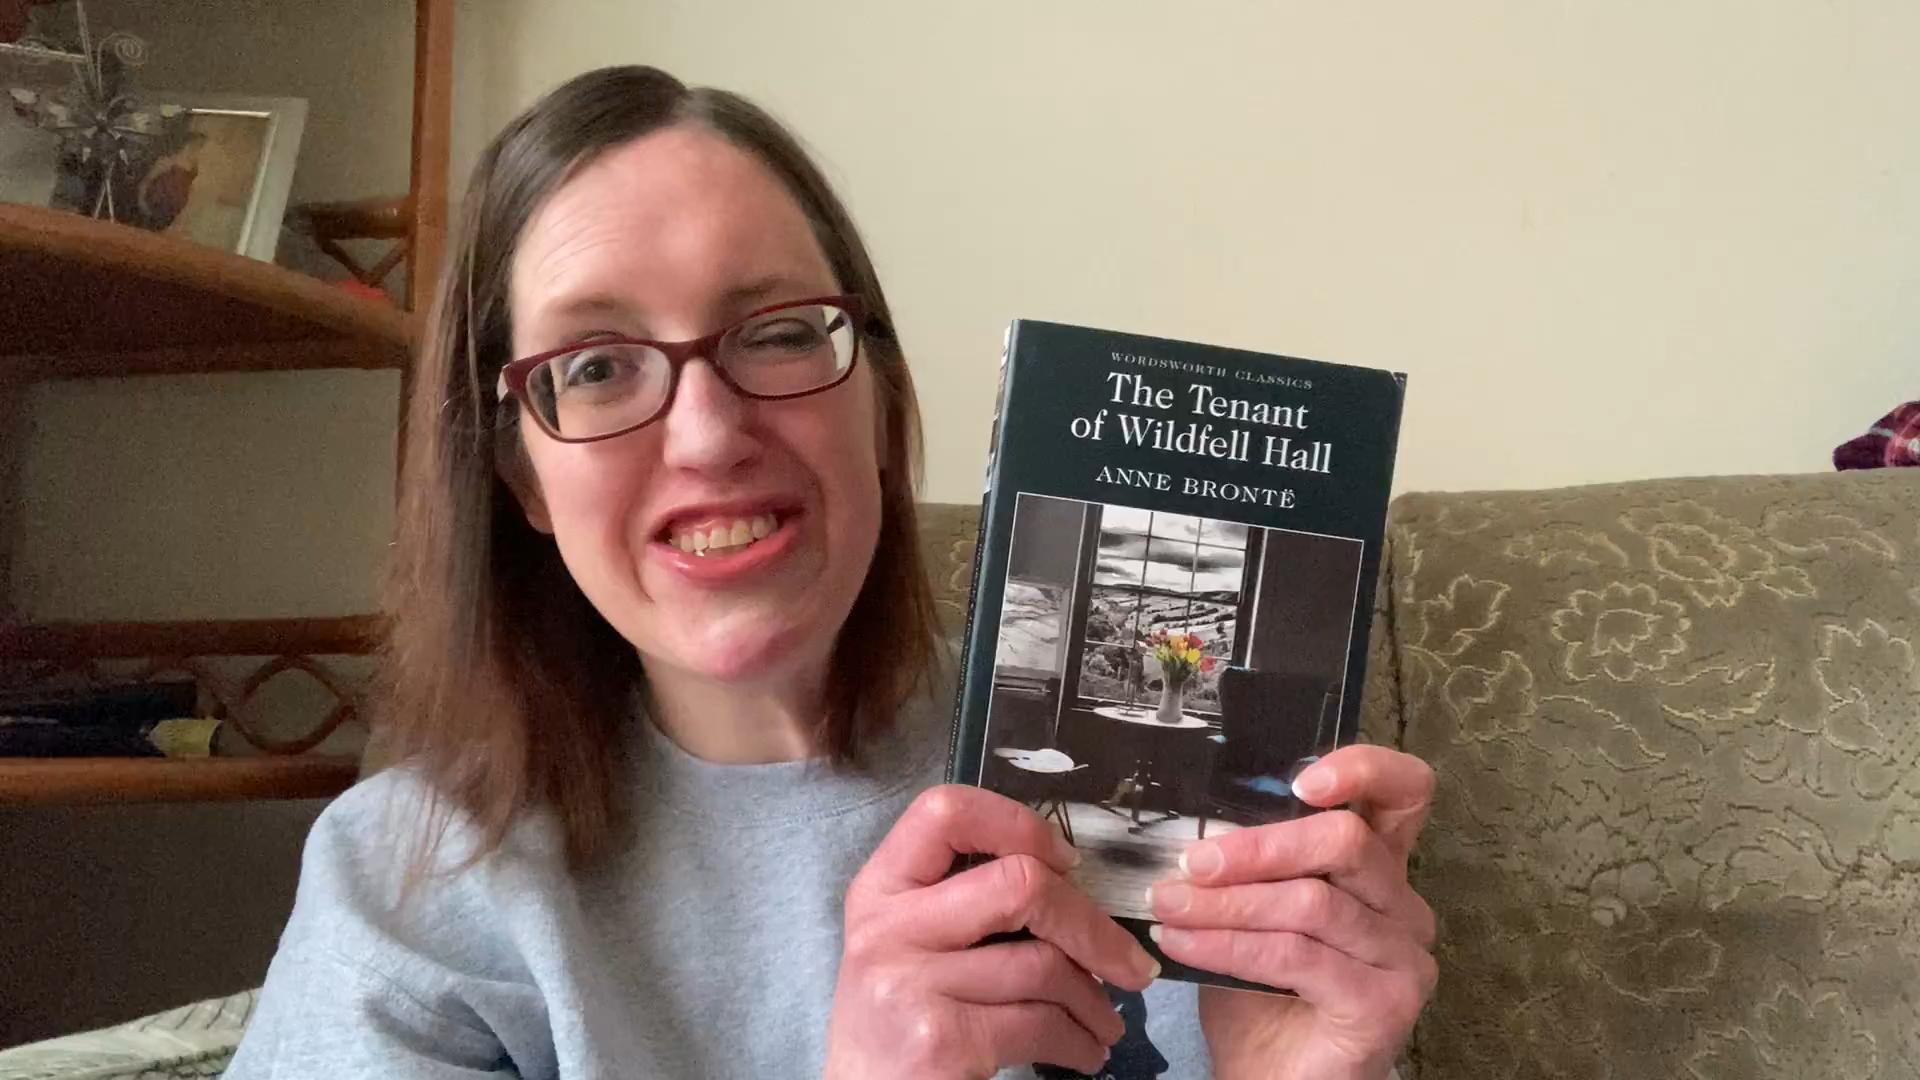 WORDSWORTH CLASSICS
The Tenant
of Wildfell Hall
ANNE BRONTË